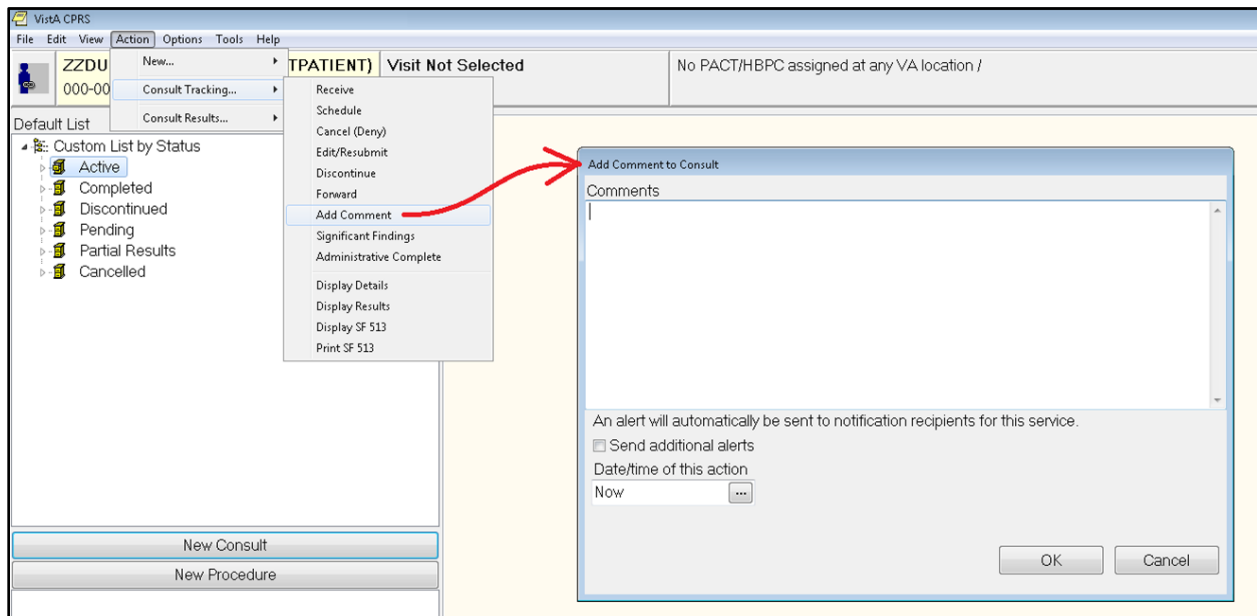 VistA CPRS
File Edit View Action Options Tools Help
ZZDU
000-00
TPATIENT)
Visit Not Selected
No PACT/HBPC assigned at any VA location /
New...
Consult Tracking...
Consult Results...
Receive
Schedule
Cancel (Deny)
Edit/Resubmit
Discontinue
Forward
Add Comment
Significant Findings
Administrative Complete
Display Details
Display Results
Display SF 513
Print SF 513
Default List
Custom List by Status
Active
Completed
Discontinued
Pending
Partial Results
Cancelled
New Consult
New Procedure
Add Comment to Consult
Comments
An alert will automatically be sent to notification recipients for this service.
Send additional alerts
Date/time of this action
Now
...
OK
Cancel